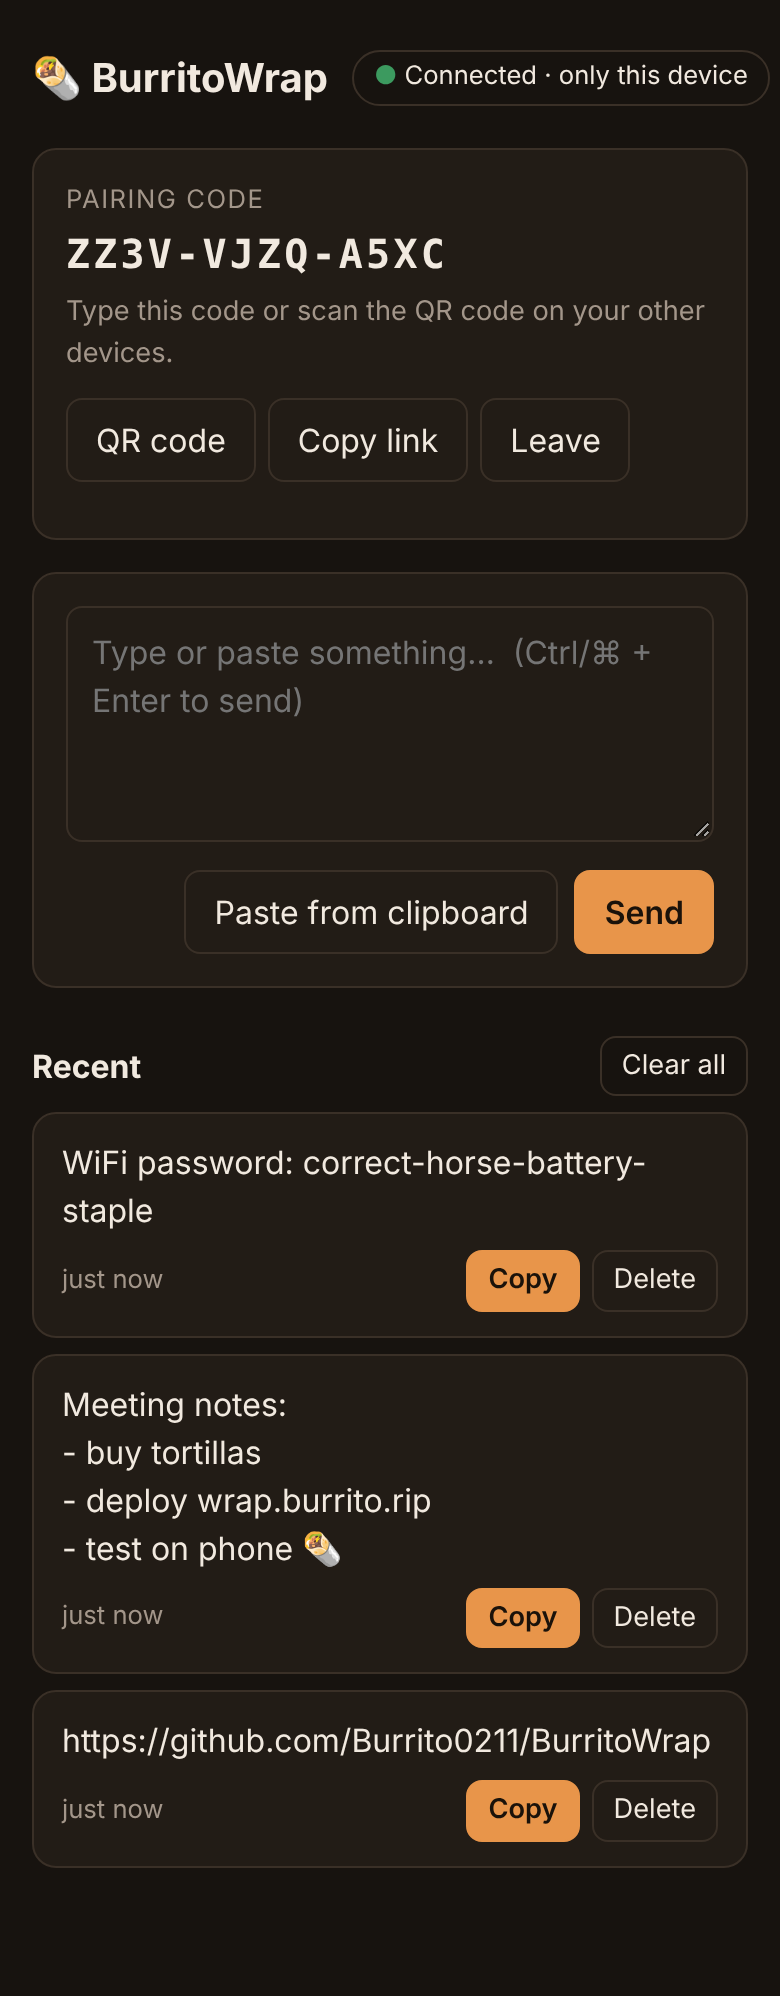 🌯 BurritoWrap
Connected · only this device
PAIRING CODE
ZZ3V-VJZQ-A5XC
Type this code or scan the QR code on your other
devices.
QR code
Copy link
Leave
Type or paste something… (Ctrl/⌘ +
Enter to send)
Paste from clipboard
Send
Recent
Clear all
WiFi password: correct-horse-battery-
staple
just now
Copy
Delete
Meeting notes:
- buy tortillas
- deploy wrap.burrito.rip
- test on phone 🌯
just now
Copy
Delete
https://github.com/Burrito0211/BurritoWrap
just now
Copy
Delete